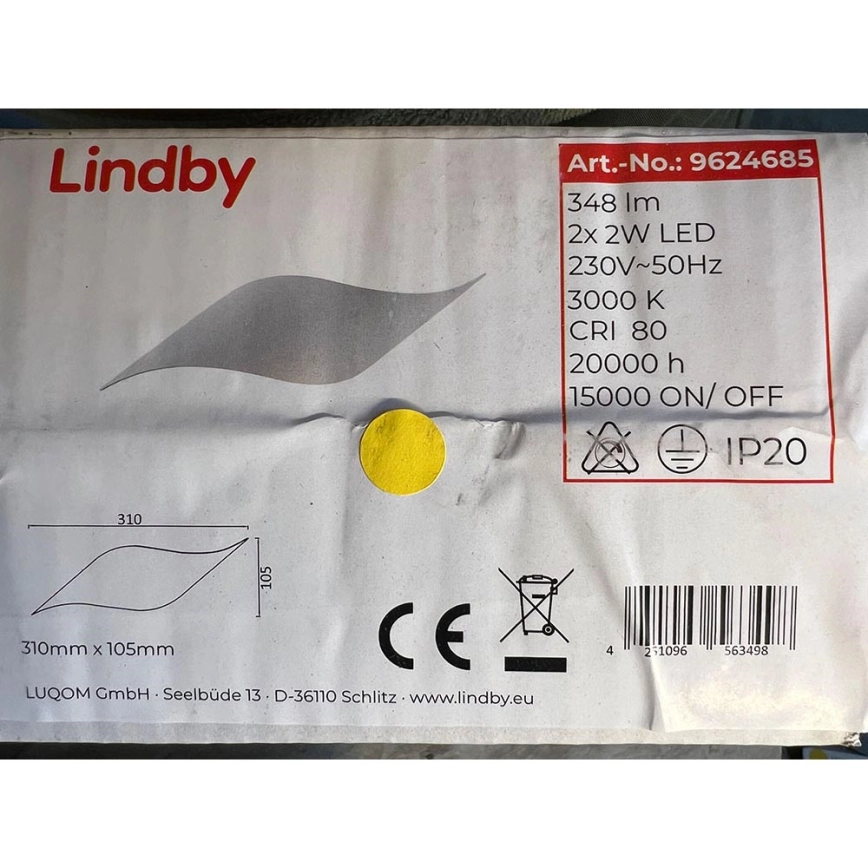 Lindby
Art.-No.: 9624685
348 lm
2x 2W LED
230V~50Hz
3000 K
CRI 80
20000 h
15000 ON/ OFF
IP20
310
105
310mm x 105mm
CE
4 251096 563498
LUQOM GmbH · Seelbüde 13 · D-36110 Schlitz · www.lindby.eu